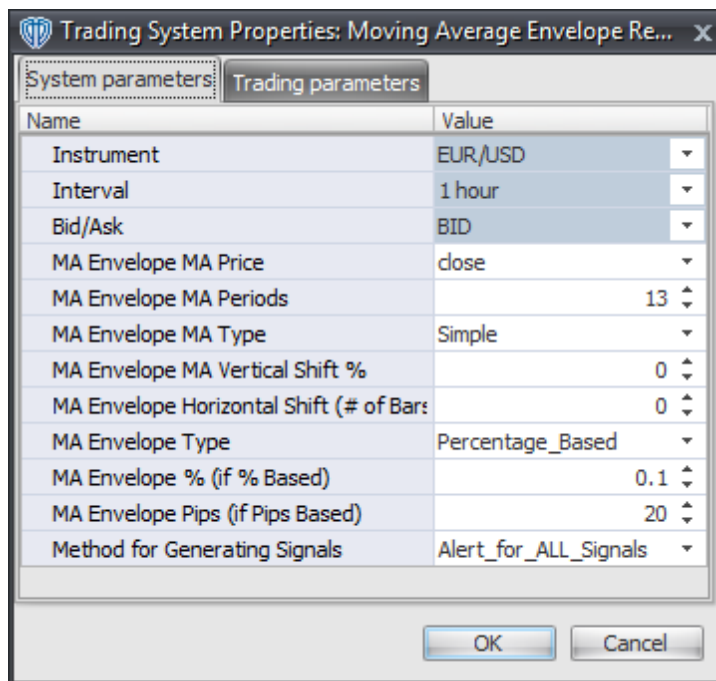 Trading System Properties: Moving Average Envelope Re... x
System parameters Trading parameters
Name Value
Instrument EUR/USD
Interval 1 hour
Bid/Ask BID
MA Envelope MA Price close
MA Envelope MA Periods 13
MA Envelope MA Type Simple
MA Envelope MA Vertical Shift % 0
MA Envelope Horizontal Shift (# of Bars 0
MA Envelope Type Percentage_Based
MA Envelope % (if % Based) 0.1
MA Envelope Pips (if Pips Based) 20
Method for Generating Signals Alert_for_ALL_Signals
OK Cancel